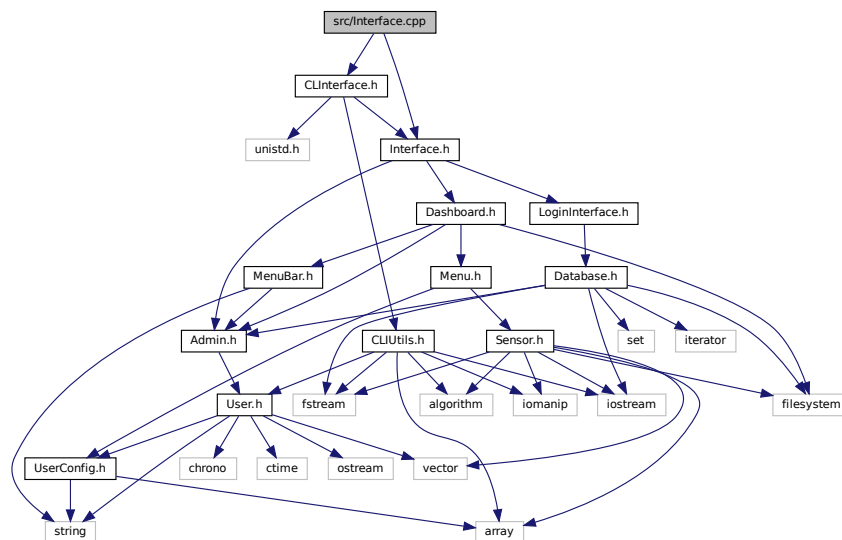 src/Interface.cpp
CLInterface.h
unistd.h
Interface.h
Dashboard.h
LoginInterface.h
MenuBar.h
Menu.h
Database.h
Admin.h
CLIUtils.h
Sensor.h
set
iterator
User.h
fstream
algorithm
iomanip
iostream
filesystem
UserConfig.h
chrono
ctime
ostream
vector
string
array